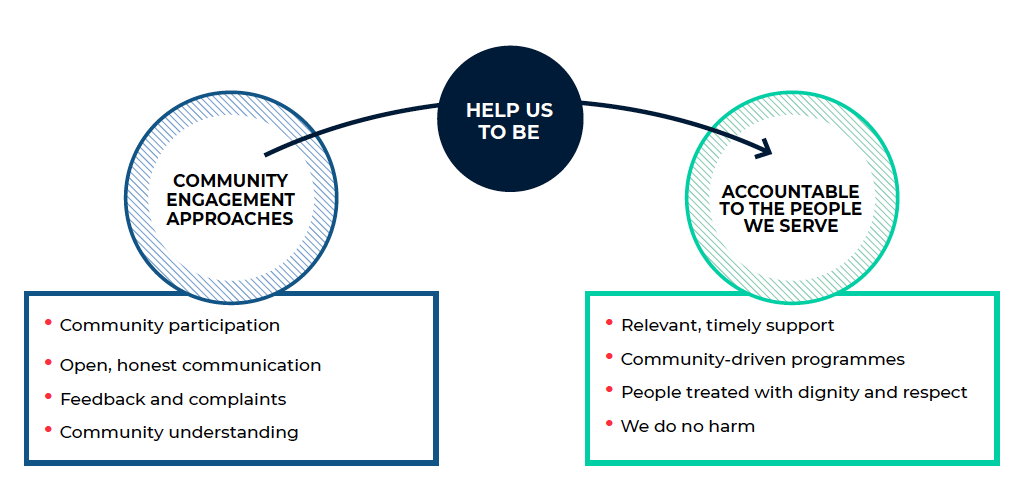 HELP US
TO BE
COMMUNITY
ENGAGEMENT
APPROACHES
• Community participation
• Open, honest communication
• Feedback and complaints
• Community understanding
ACCOUNTABLE
TO THE PEOPLE
WE SERVE
• Relevant, timely support
• Community-driven programmes
• People treated with dignity and respect
• We do no harm